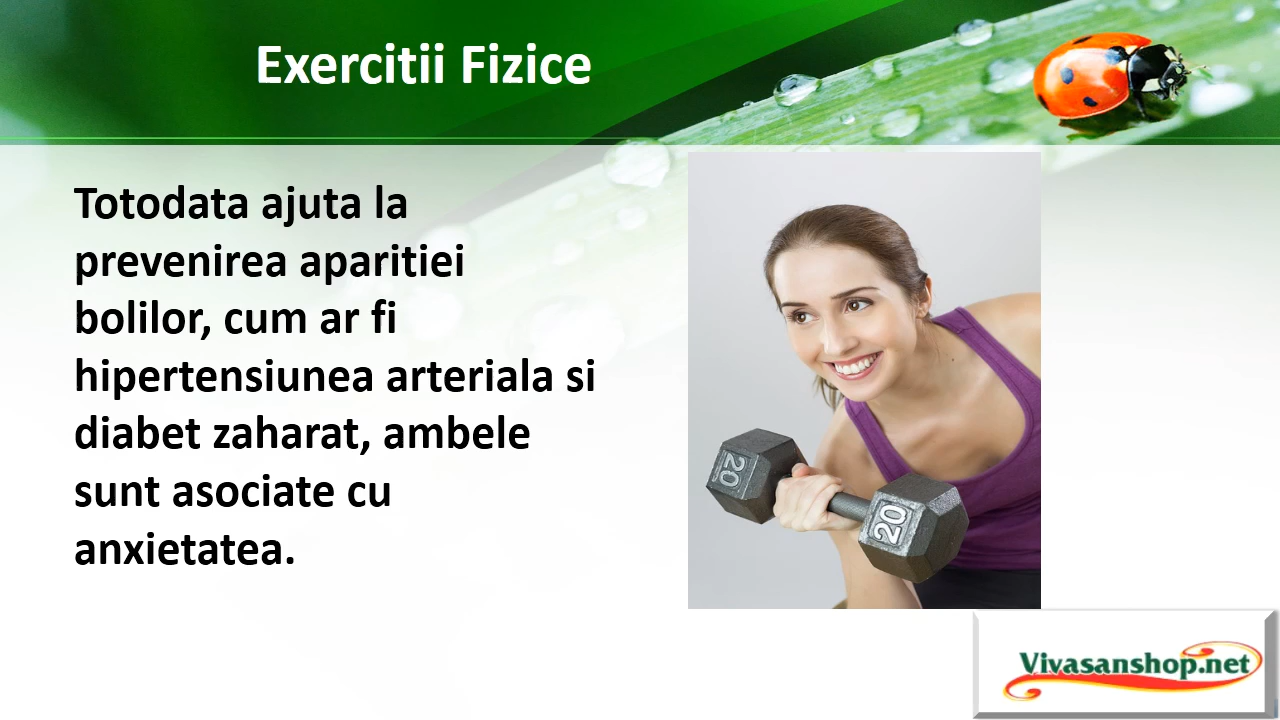 Exercitii Fizice
Totodata ajuta la
prevenirea aparitiei
bolilor, cum ar fi
hipertensiunea arteriala si
diabet zaharat, ambele
sunt asociate cu
anxietatea.
20
20
Vivasanshop.net